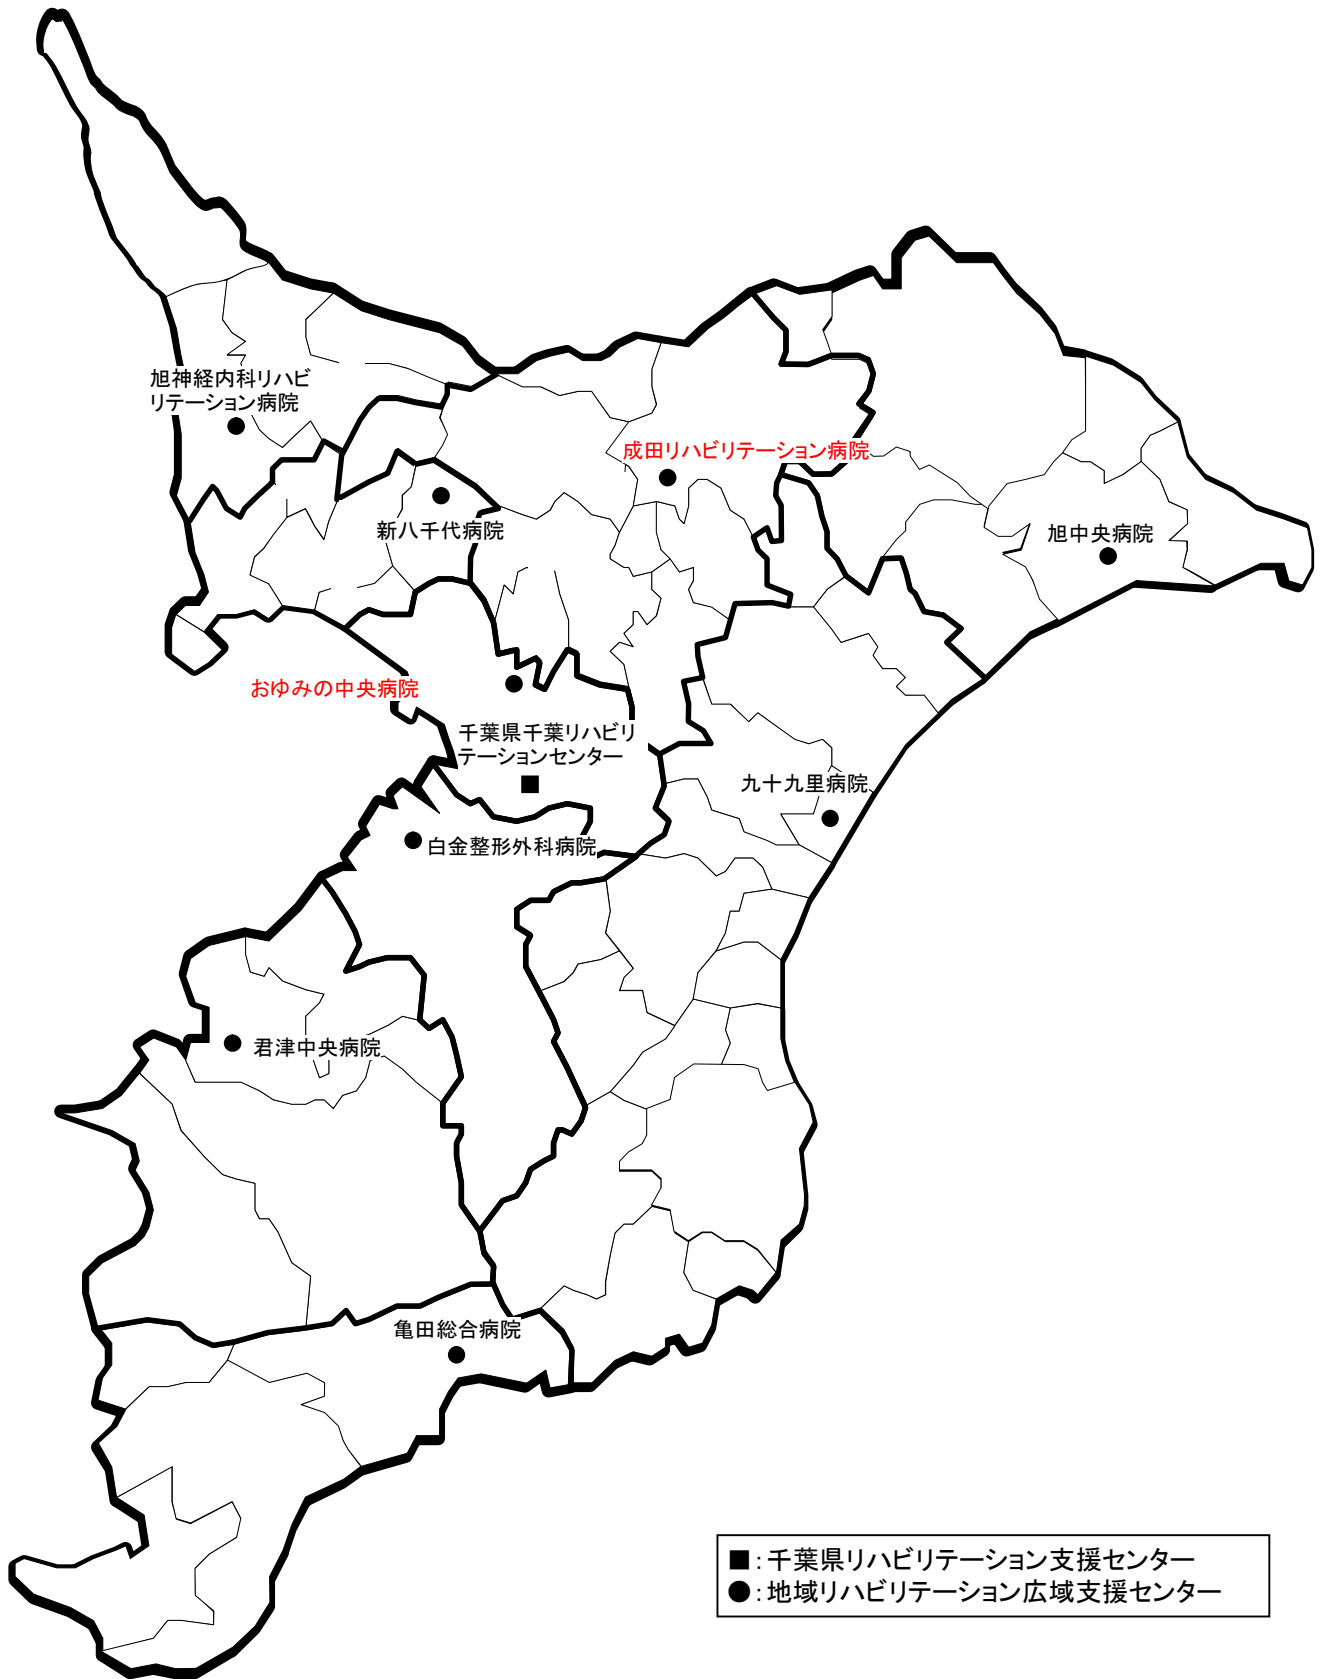 旭神経内科リハビ
リテーション病院
成田リハビリテーション病院
新八千代病院
旭中央病院
おゆみの中央病院
千葉県千葉リハビリ
テーションセンター
九十九里病院
白金整形外科病院
君津中央病院
亀田総合病院
■：千葉県リハビリテーション支援センター
●：地域リハビリテーション広域支援センター